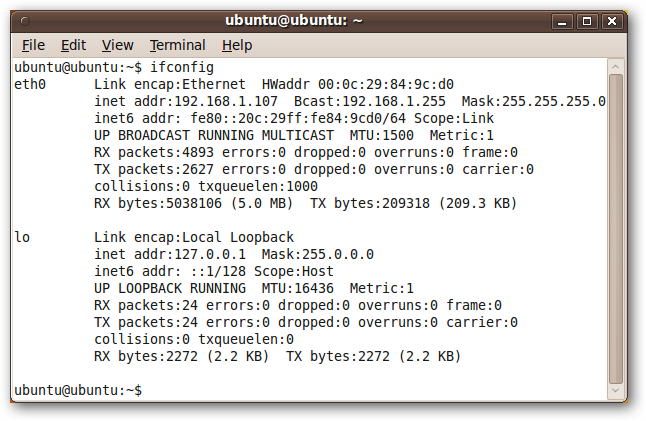 ubuntu@ubuntu: ~
File Edit View Terminal Help
ubuntu@ubuntu:~$ ifconfig
eth0      Link encap:Ethernet  HWaddr 00:0c:29:84:9c:d0
          inet addr:192.168.1.107  Bcast:192.168.1.255  Mask:255.255.255.0
          inet6 addr: fe80::20c:29ff:fe84:9cd0/64 Scope:Link
          UP BROADCAST RUNNING MULTICAST  MTU:1500  Metric:1
          RX packets:4893 errors:0 dropped:0 overruns:0 frame:0
          TX packets:2627 errors:0 dropped:0 overruns:0 carrier:0
          collisions:0 txqueuelen:1000
          RX bytes:5038106 (5.0 MB)  TX bytes:209318 (209.3 KB)
lo        Link encap:Local Loopback
          inet addr:127.0.0.1  Mask:255.0.0.0
          inet6 addr: ::1/128 Scope:Host
          UP LOOPBACK RUNNING  MTU:16436  Metric:1
          RX packets:24 errors:0 dropped:0 overruns:0 frame:0
          TX packets:24 errors:0 dropped:0 overruns:0 carrier:0
          collisions:0 txqueuelen:0
          RX bytes:2272 (2.2 KB)  TX bytes:2272 (2.2 KB)
ubuntu@ubuntu:~$